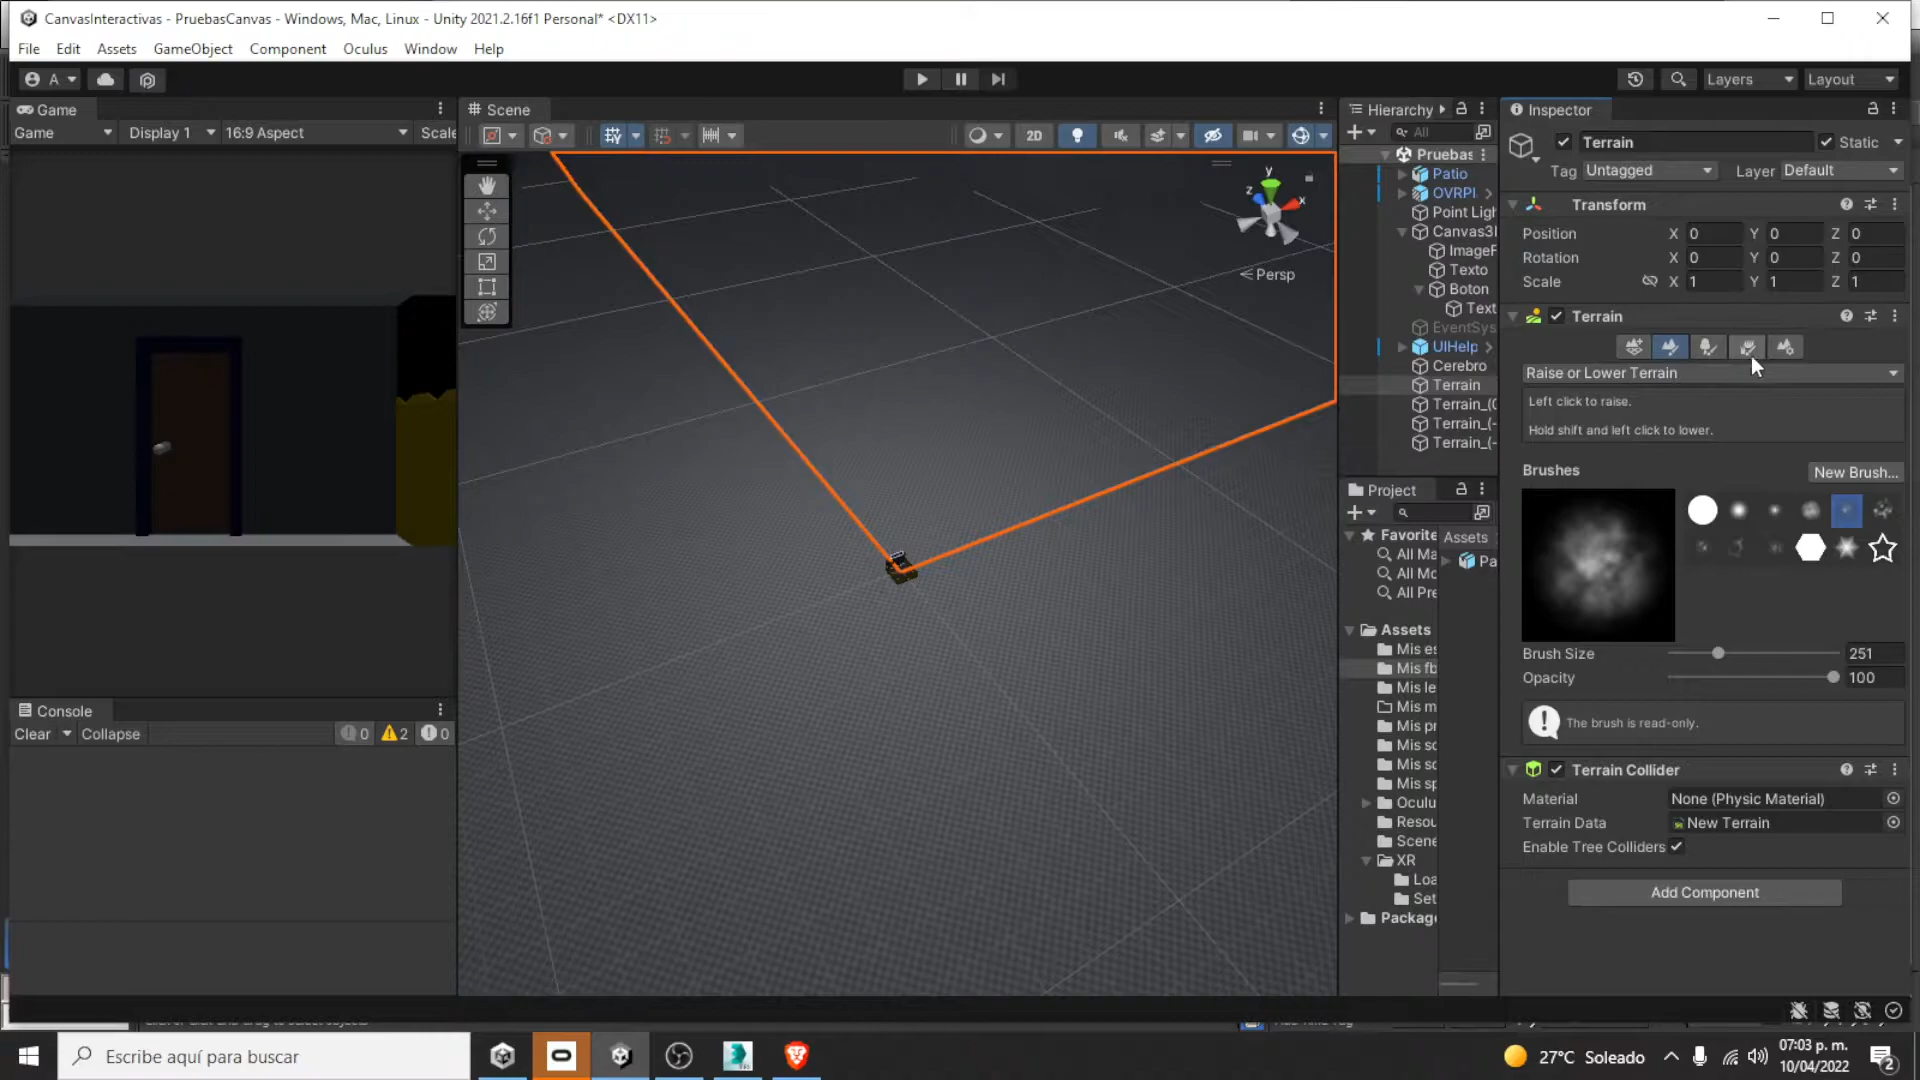 CanvasInteractivas - PruebasCanvas - Windows, Mac, Linux - Unity 2021.2.16f1 Personal* <DX11>
File Edit Assets GameObject Component Oculus Window Help
A
Layers Layout
Game
Game Display 1 16:9 Aspect Scale
Scene
2D
y
z x
Persp
Hierarchy
All
Pruebas
Patio
OVRPl
Point Ligh
Canvas3
ImageF
Texto
Boton
Text
EventSys
UIHelp
Cerebro
Terrain
Terrain_(
Terrain_(-
Terrain_(-
Project
Favorite
All Ma
All Mo
All Pre
Assets
Mis es
Mis fb
Mis le
Mis m
Mis pr
Mis sc
Mis so
Mis sp
Oculu
Resou
Scene
XR
Loa
Set
Package
Assets
Pa
Inspector
Terrain Static
Tag Untagged Layer Default
Transform
Position X 0 Y 0 Z 0
Rotation X 0 Y 0 Z 0
Scale X 1 Y 1 Z 1
Terrain
Raise or Lower Terrain
Left click to raise.
Hold shift and left click to lower.
Brushes New Brush...
Brush Size 251
Opacity 100
The brush is read-only.
Terrain Collider
Material None (Physic Material)
Terrain Data New Terrain
Enable Tree Colliders
Add Component
Console
Clear Collapse 0 2 0
Escribe aquí para buscar
27°C Soleado
07:03 p. m.
10/04/2022
2